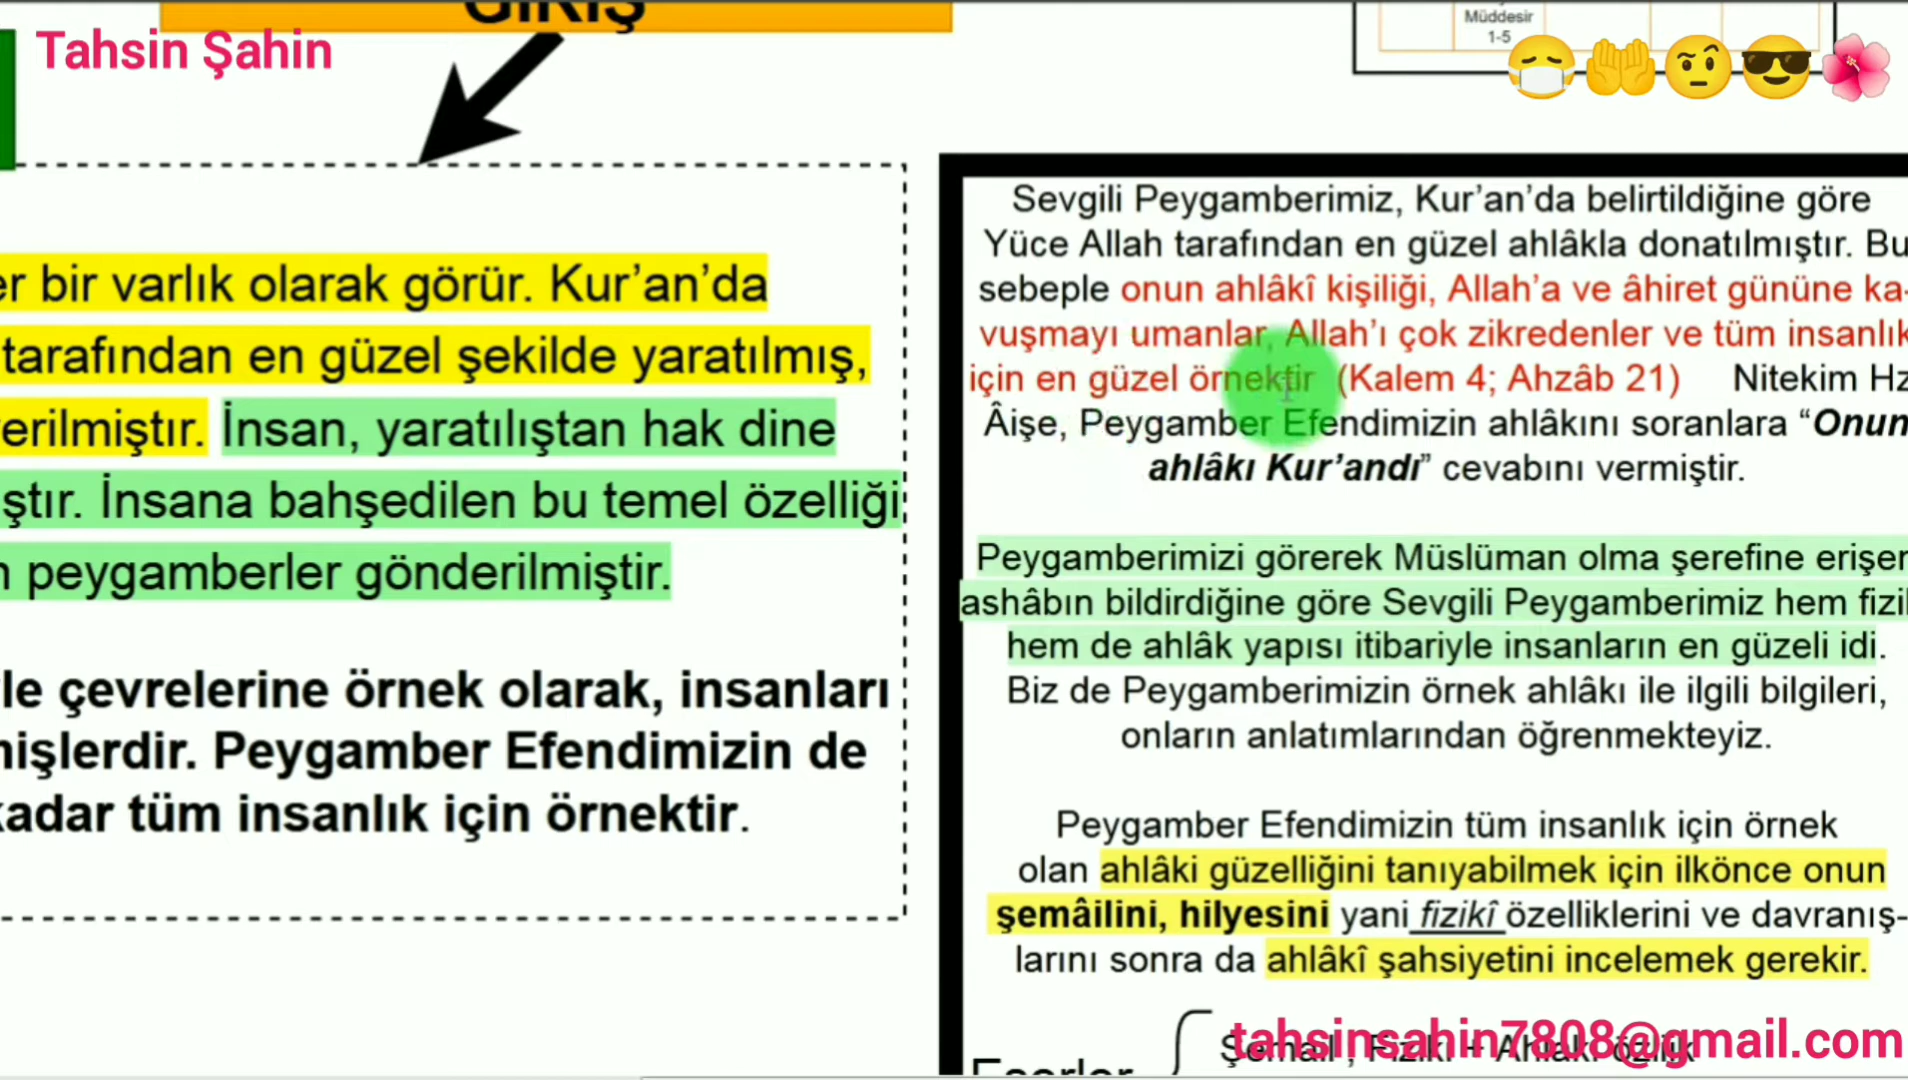 GİRİŞ
Tahsin Şahin
Müddesir
1-5
er bir varlık olarak görür. Kur’an’da
tarafından en güzel şekilde yaratılmış,
erilmiştir. İnsan, yaratılıştan hak dine
ştır. İnsana bahşedilen bu temel özelliği
peygamberler gönderilmiştir.
le çevrelerine örnek olarak, insanları
işlerdir. Peygamber Efendimizin de
kadar tüm insanlık için örnektir.
Sevgili Peygamberimiz, Kur’an’da belirtildiğine göre
Yüce Allah tarafından en güzel ahlâkla donatılmıştır. Bu
sebeple onun ahlâkî kişiliği, Allah’a ve âhiret gününe ka-
vuşmayı umanlar, Allah’ı çok zikredenler ve tüm insanlık
için en güzel örnektir (Kalem 4; Ahzâb 21) Nitekim Hz
Âişe, Peygamber Efendimizin ahlâkını soranlara “Onun
ahlâkı Kur’andı” cevabını vermiştir.
Peygamberimizi görerek Müslüman olma şerefine erişen
ashâbın bildirdiğine göre Sevgili Peygamberimiz hem fizik
hem de ahlâk yapısı itibariyle insanların en güzeli idi.
Biz de Peygamberimizin örnek ahlâkı ile ilgili bilgileri,
onların anlatımlarından öğrenmekteyiz.
Peygamber Efendimizin tüm insanlık için örnek
olan ahlâki güzelliğini tanıyabilmek için ilkönce onun
şemâilini, hilyesini yani fizikî özelliklerini ve davranış-
larını sonra da ahlâkî şahsiyetini incelemek gerekir.
tahsinsahin7808@gmail.com
Eserler